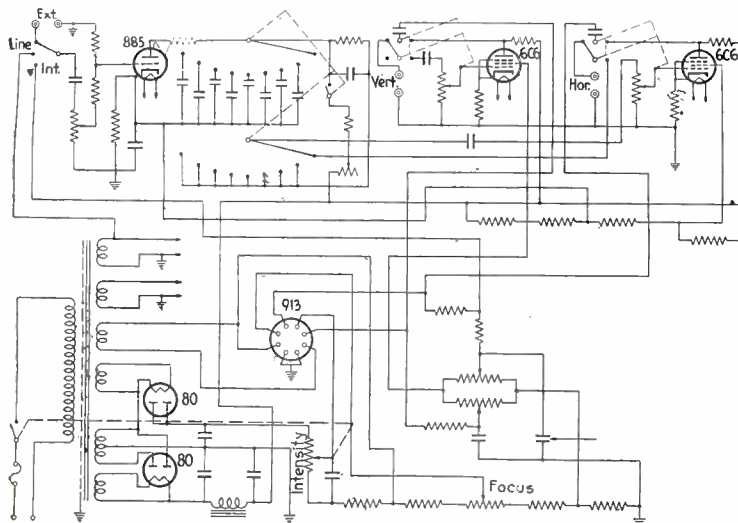 Ext.
Line
Int.
885
Vert.
6C6
Hor.
6C6
913
80
80
Intensity
Focus